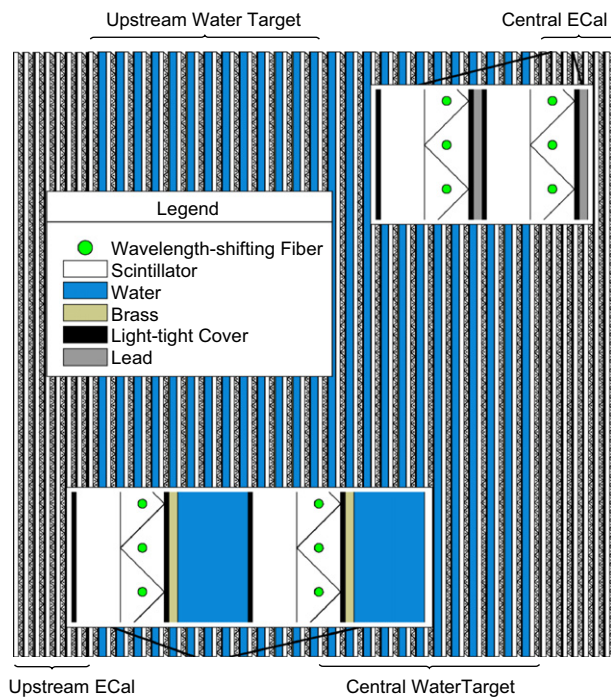 Upstream Water Target
Central ECal
Legend
Wavelength-shifting Fiber
Scintillator
Water
Brass
Light-tight Cover
Lead
Upstream ECal
Central WaterTarget